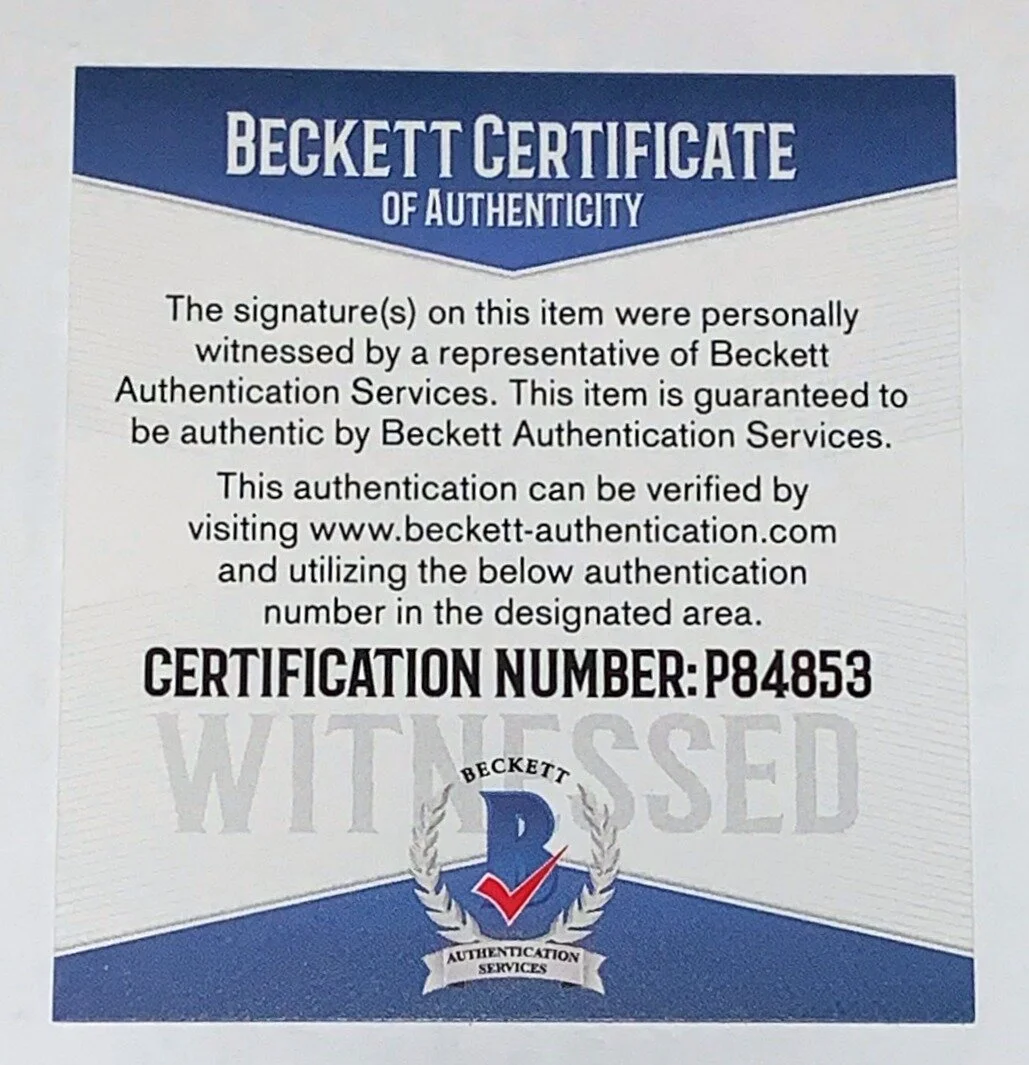 BECKETT CERTIFICATE
OF AUTHENTICITY
The signature(s) on this item were personally
witnessed by a representative of Beckett
Authentication Services. This item is guaranteed to
be authentic by Beckett Authentication Services.
This authentication can be verified by
visiting www.beckett-authentication.com
and utilizing the below authentication
number in the designated area.
CERTIFICATION NUMBER: P84853
WITNESSED
BECKETT
B
AUTHENTICATION
SERVICES